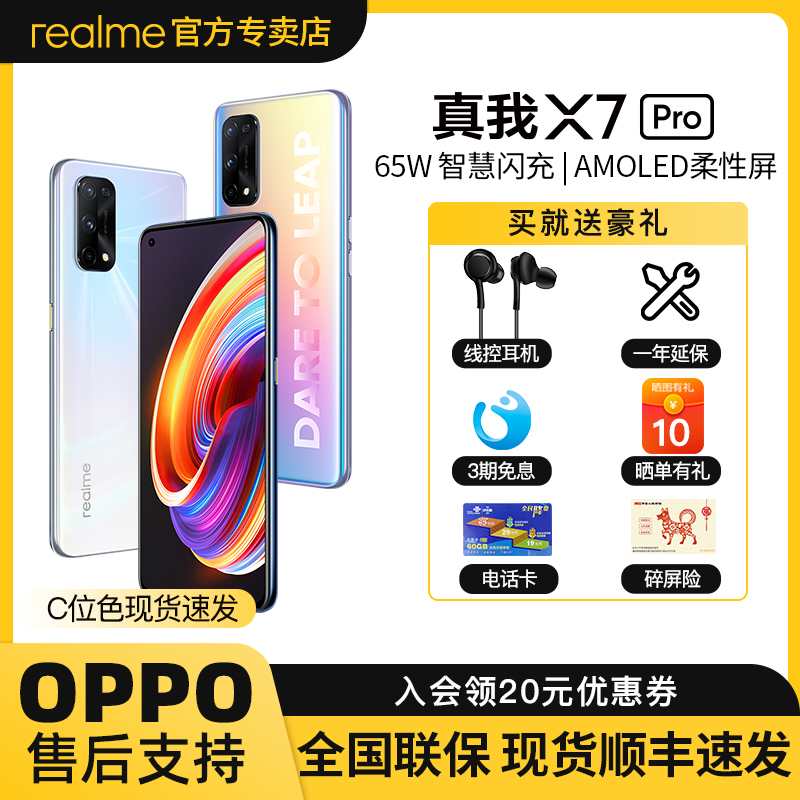 realme 官方专卖店
真我 X7 Pro
65W 智慧闪充 | AMOLED柔性屏
买就送豪礼
线控耳机
一年延保
晒图有礼
¥
10
3期免息
晒单有礼
60GB
29
19
电话卡
碎屏险
DARE TO LEAP
realme
C位色现货速发
OPPO
售后支持
入会领20元优惠券
全国联保 现货顺丰速发